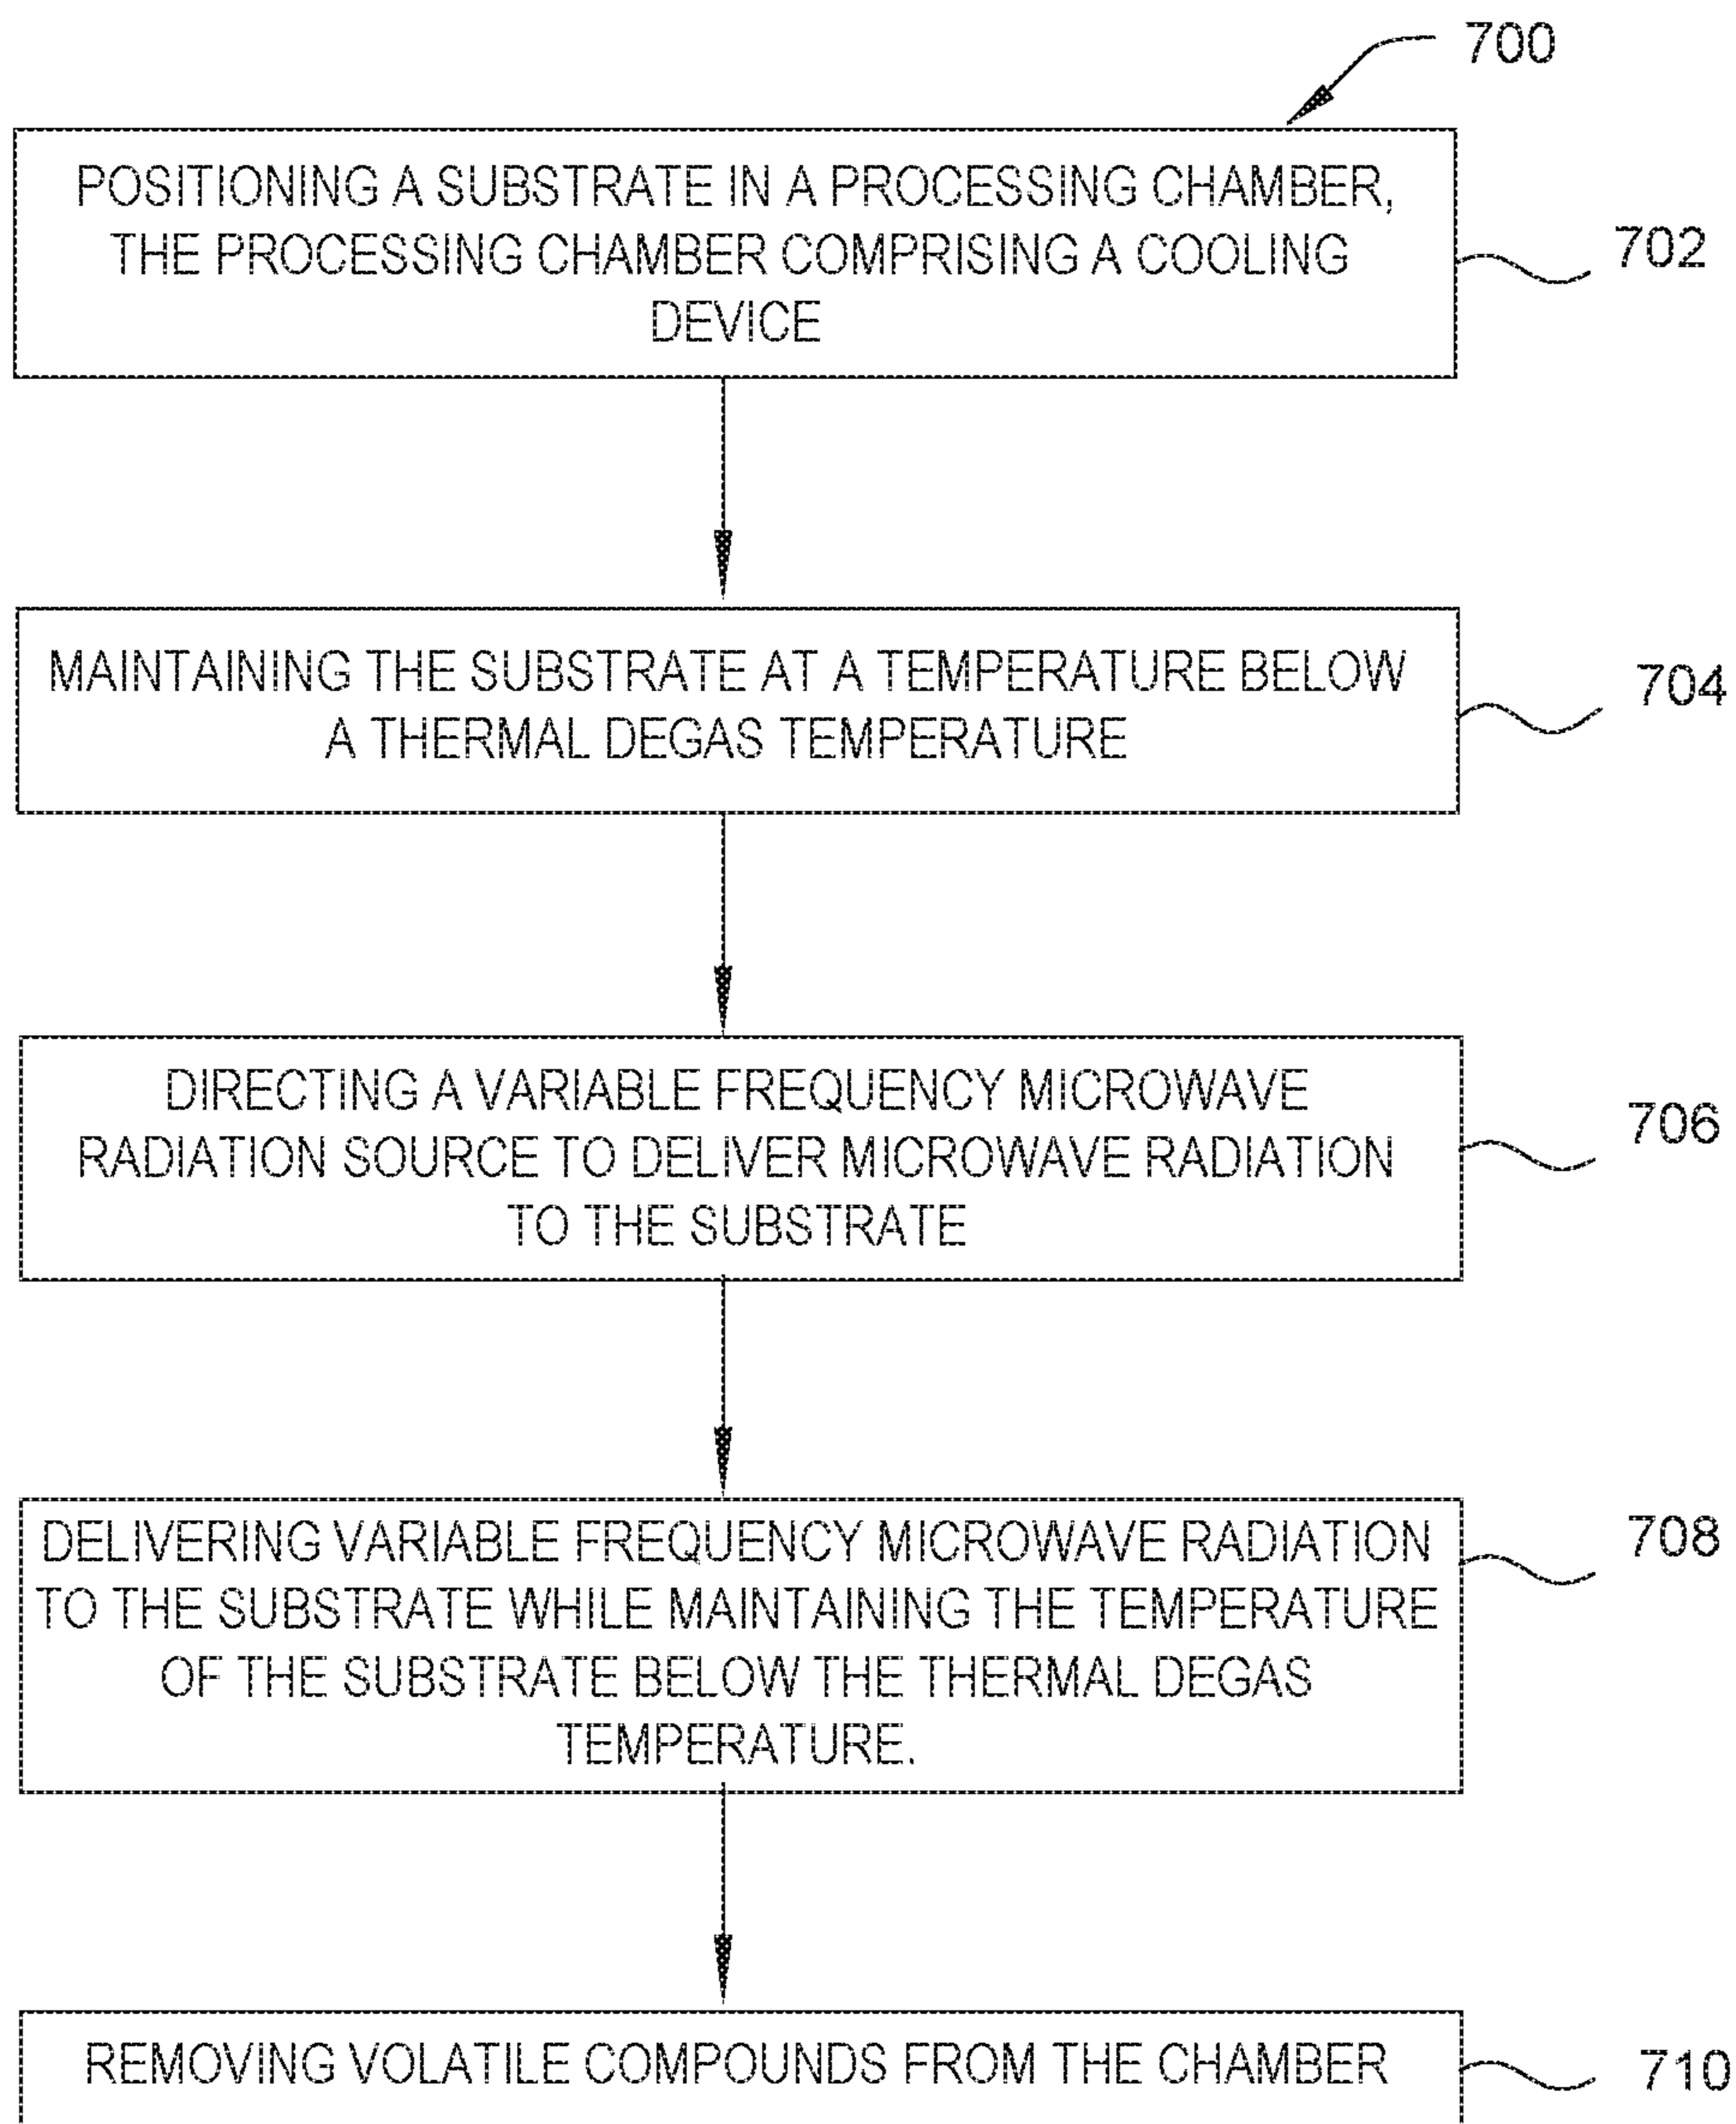 700
POSITIONING A SUBSTRATE IN A PROCESSING CHAMBER,
THE PROCESSING CHAMBER COMPRISING A COOLING
DEVICE
702
MAINTAINING THE SUBSTRATE AT A TEMPERATURE BELOW
A THERMAL DEGAS TEMPERATURE
704
DIRECTING A VARIABLE FREQUENCY MICROWAVE
RADIATION SOURCE TO DELIVER MICROWAVE RADIATION
TO THE SUBSTRATE
706
DELIVERING VARIABLE FREQUENCY MICROWAVE RADIATION
TO THE SUBSTRATE WHILE MAINTAINING THE TEMPERATURE
OF THE SUBSTRATE BELOW THE THERMAL DEGAS
TEMPERATURE.
708
REMOVING VOLATILE COMPOUNDS FROM THE CHAMBER
710